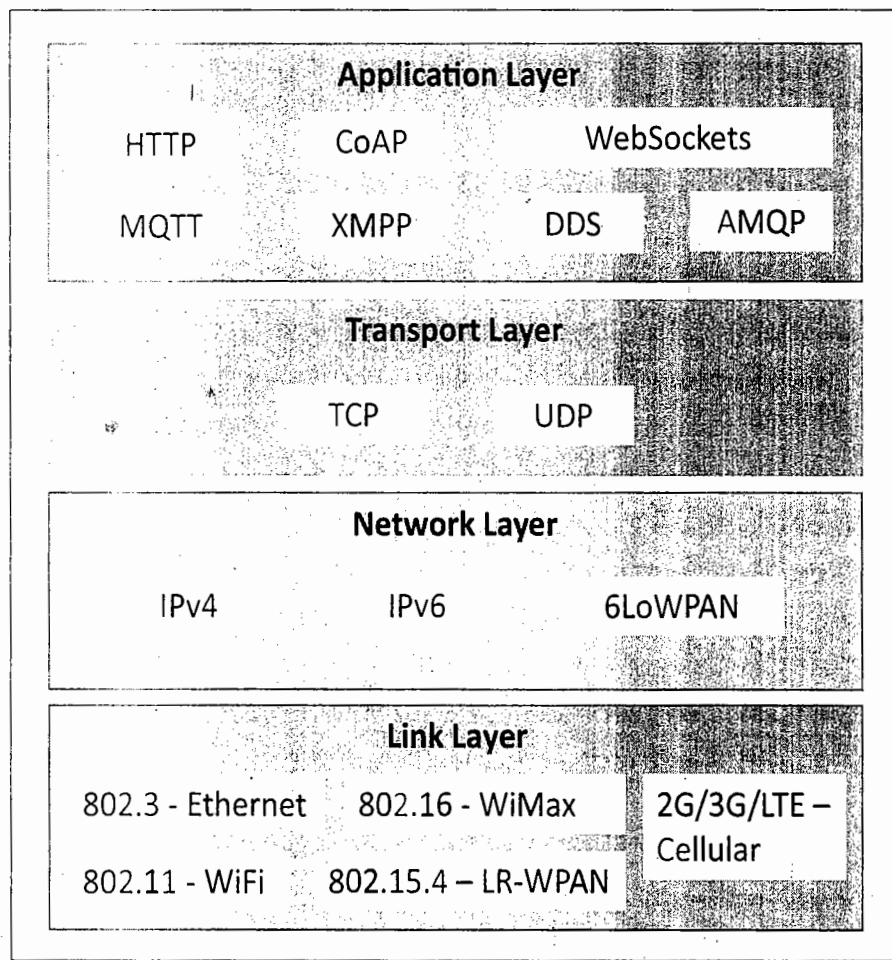 Application Layer
HTTP CoAP WebSockets
MQTT XMPP DDS AMQP
Transport Layer
TCP UDP
Network Layer
IPv4 IPv6 6LoWPAN
Link Layer
802.3 - Ethernet 802.16 - WiMax 2G/3G/LTE –
Cellular
802.11 - WiFi 802.15.4 – LR-WPAN